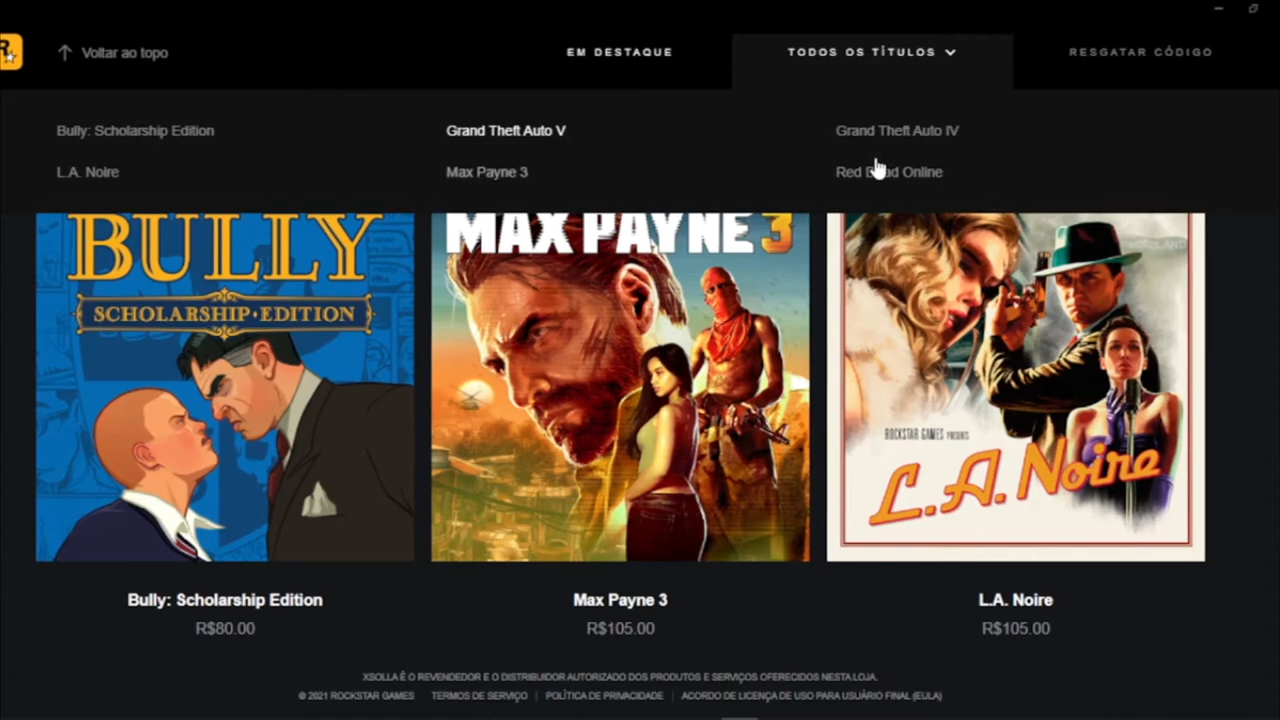 R
Voltar ao topo
EM DESTAQUE
TODOS OS TÍTULOS
RESGATAR CÓDIGO
Bully: Scholarship Edition
Grand Theft Auto V
Grand Theft Auto IV
L.A. Noire
Max Payne 3
Red Dead Online
BULLY
SCHOLARSHIP·EDITION
MAX PAYNE 3
ROCKSTAR GAMES PRESENTS
L.A. Noire
Bully: Scholarship Edition
Max Payne 3
L.A. Noire
R$80.00
R$105.00
R$105.00
XSOLLA É O REVENDEDOR E O DISTRIBUIDOR AUTORIZADO DOS PRODUTOS E SERVIÇOS OFERECIDOS NESTA LOJA.
© 2021 ROCKSTAR GAMES TERMOS DE SERVIÇO | POLÍTICA DE PRIVACIDADE | ACORDO DE LICENÇA DE USO PARA USUÁRIO FINAL (EULA)